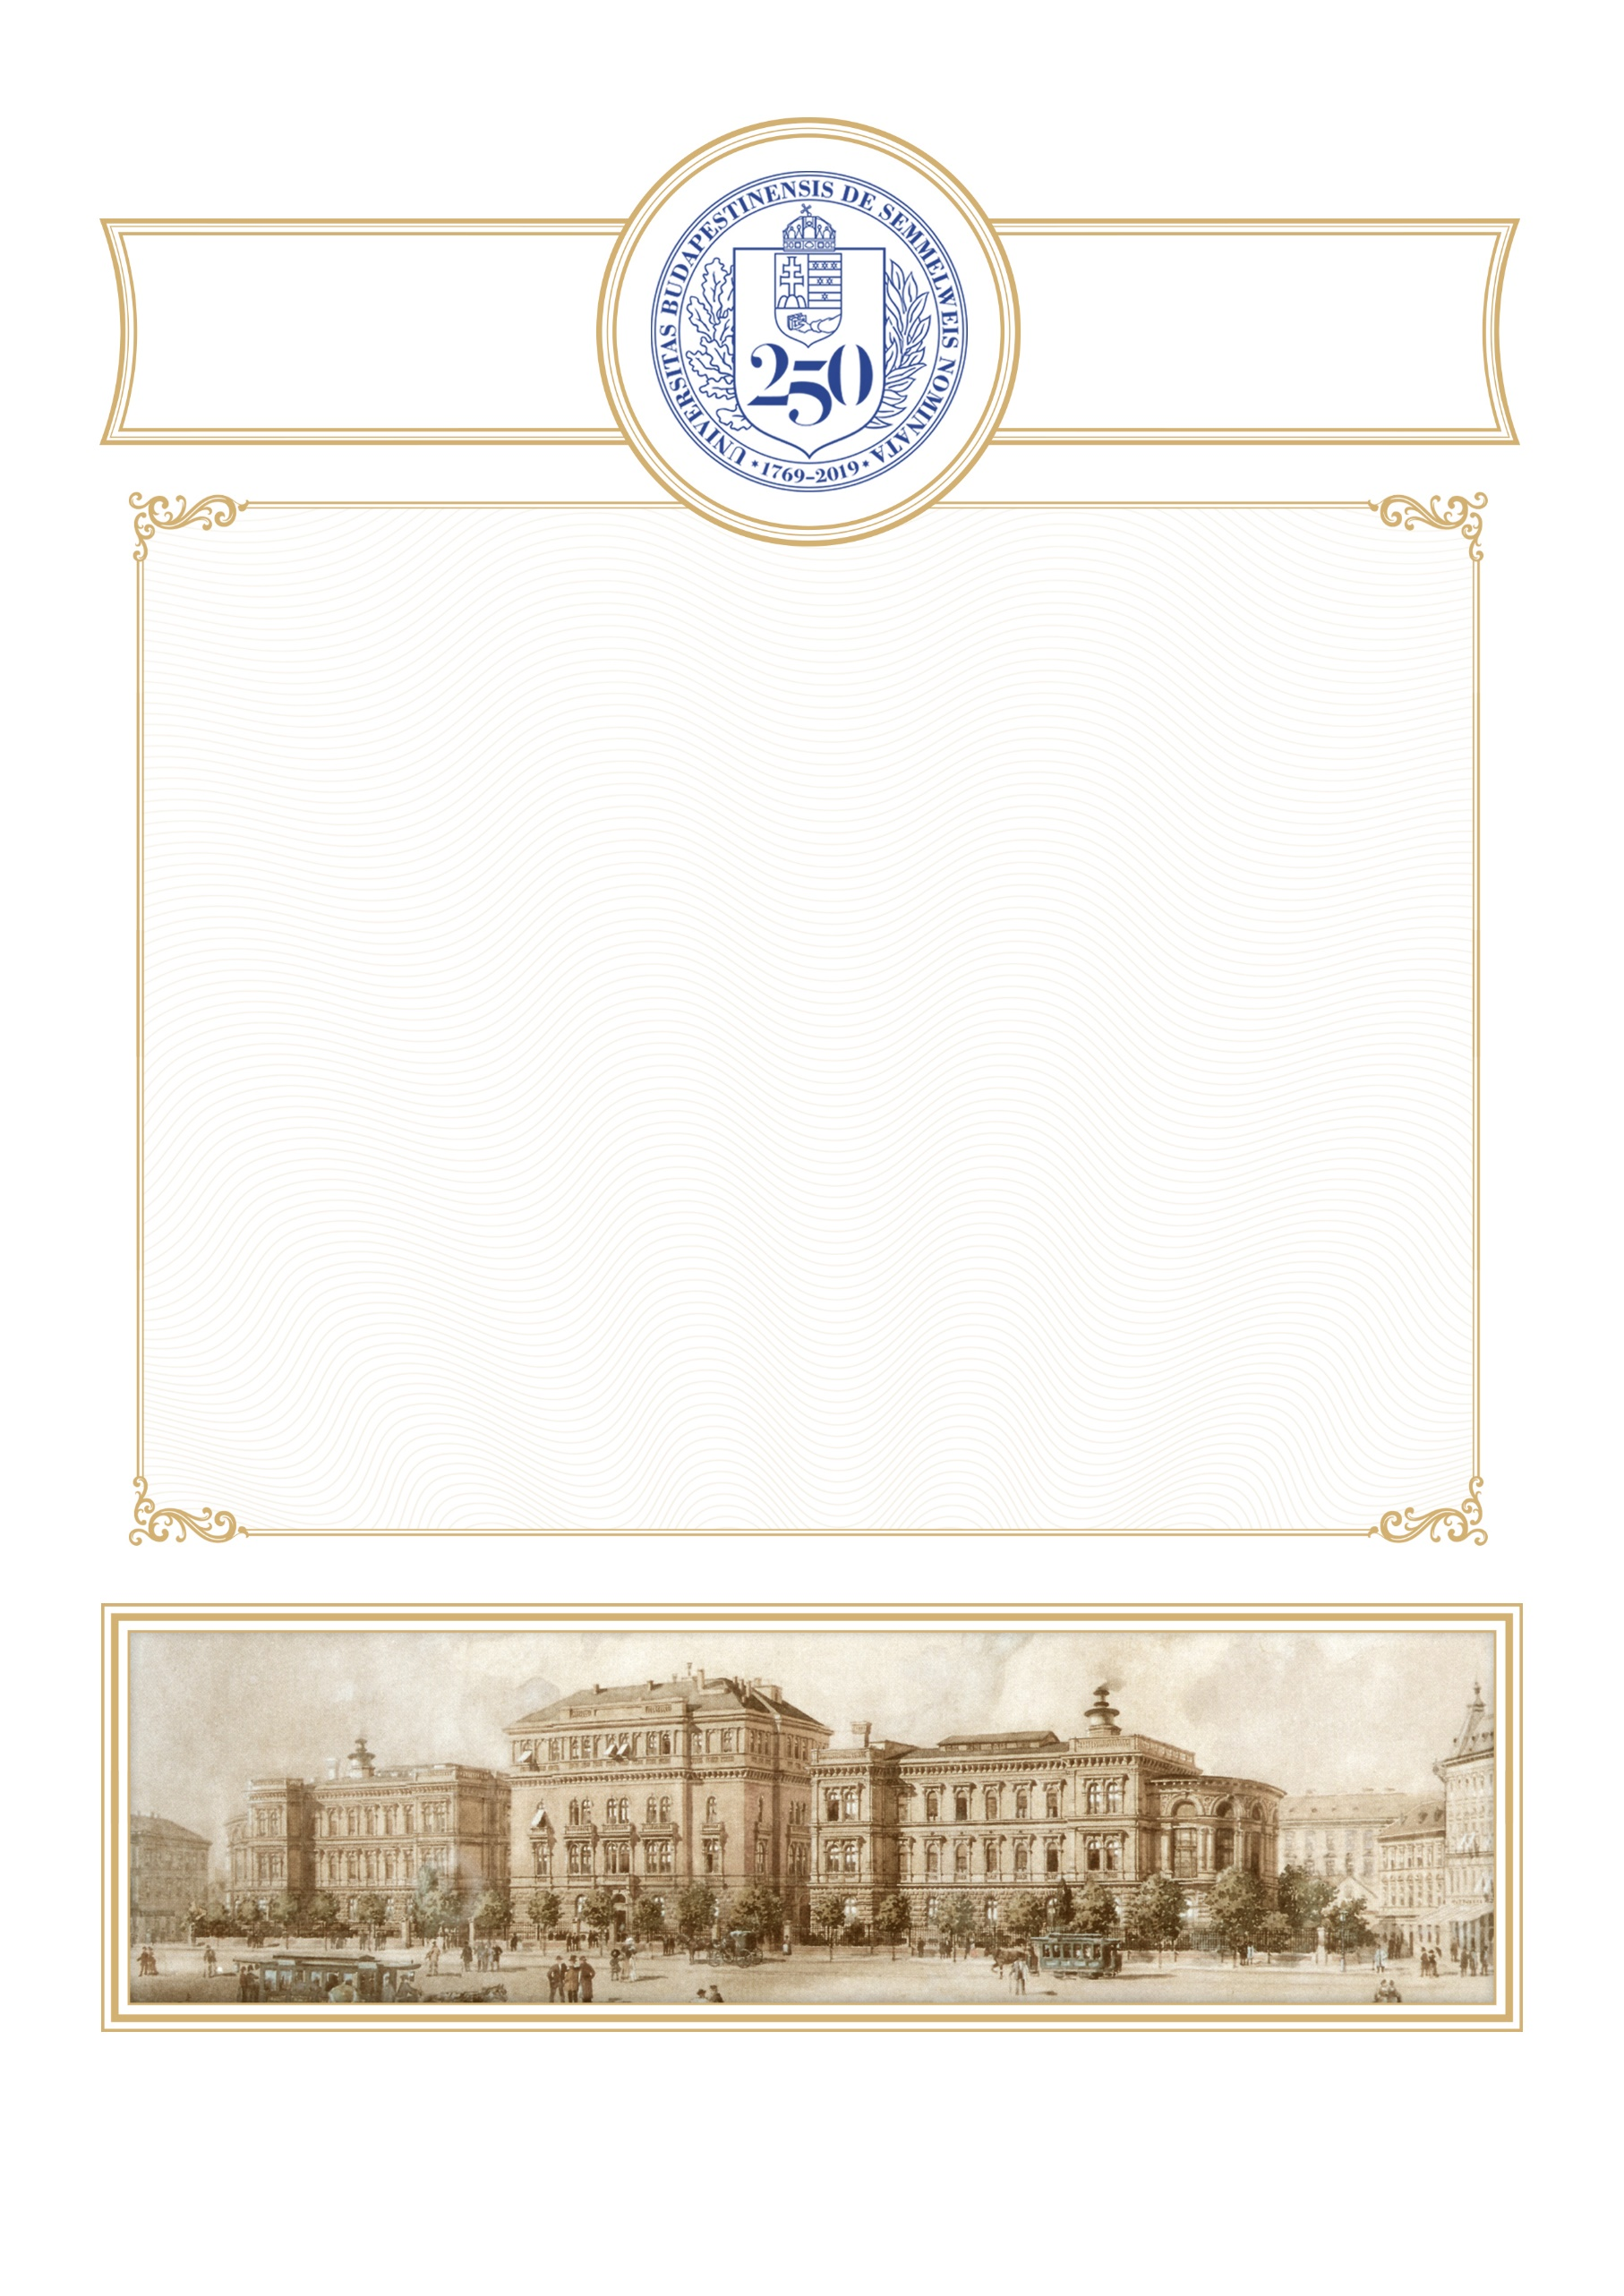 UNIVERSITAS BUDAPESTINENSIS DE SEMMELWEIS NOMINATA
250
* 1769-2019 *